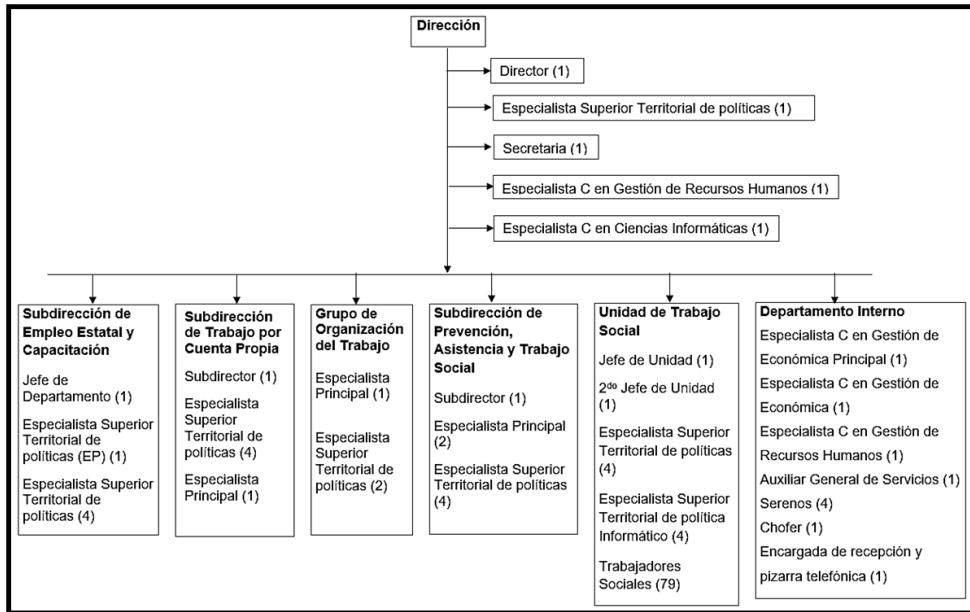 Dirección
Director (1)
Especialista Superior Territorial de políticas (1)
Secretaria (1)
Especialista C en Gestión de Recursos Humanos (1)
Especialista C en Ciencias Informáticas (1)
Subdirección de
Empleo Estatal y
Capacitación
Jefe de
Departamento (1)
Especialista Superior
Territorial de
políticas (EP) (1)
Especialista Superior
Territorial de
políticas (4)
Subdirección
de Trabajo por
Cuenta Propia
Subdirector (1)
Especialista
Superior
Territorial de
políticas (4)
Especialista
Principal (1)
Grupo de
Organización
del Trabajo
Especialista
Principal (1)
Especialista
Superior
Territorial de
políticas (2)
Subdirección de
Prevención,
Asistencia y Trabajo
Social
Subdirector (1)
Especialista Principal
(2)
Especialista Superior
Territorial de políticas
(4)
Unidad de Trabajo
Social
Jefe de Unidad (1)
2do Jefe de Unidad
(1)
Especialista Superior
Territorial de políticas
(4)
Especialista Superior
Territorial de política
Informático (4)
Trabajadores
Sociales (79)
Departamento Interno
Especialista C en Gestión de
Económica Principal (1)
Especialista C en Gestión de
Económica (1)
Especialista C en Gestión de
Recursos Humanos (1)
Auxiliar General de Servicios (1)
Serenos (4)
Chofer (1)
Encargada de recepción y
pizarra telefónica (1)